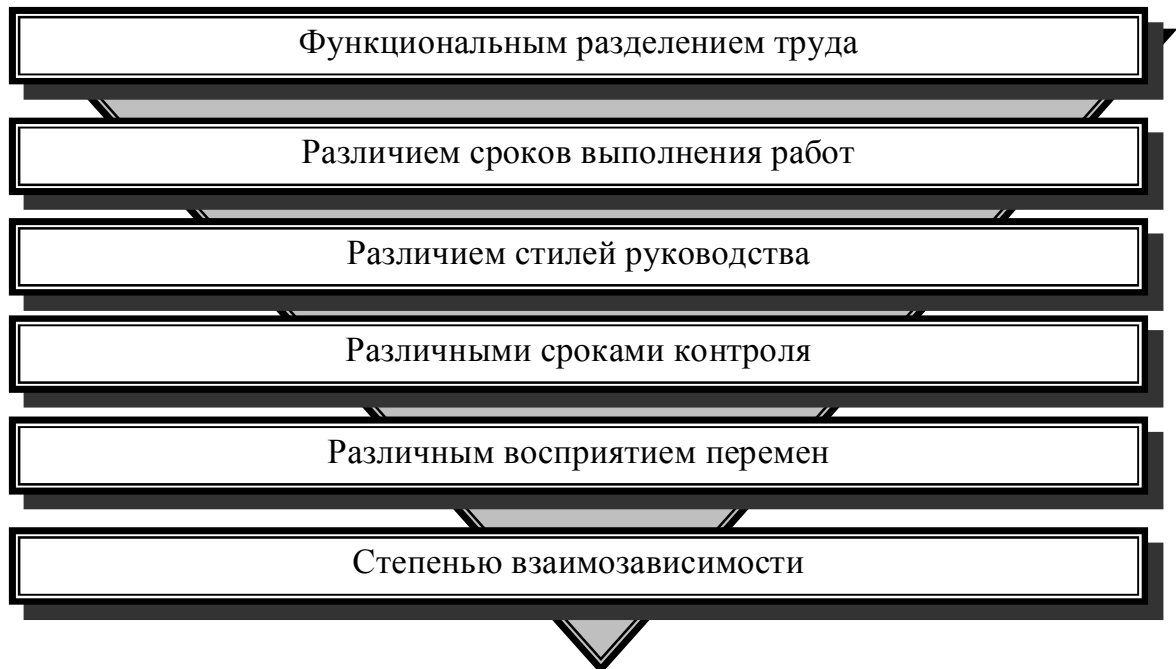 Функциональным разделением труда
Различием сроков выполнения работ
Различием стилей руководства
Различными сроками контроля
Различным восприятием перемен
Степенью взаимозависимости